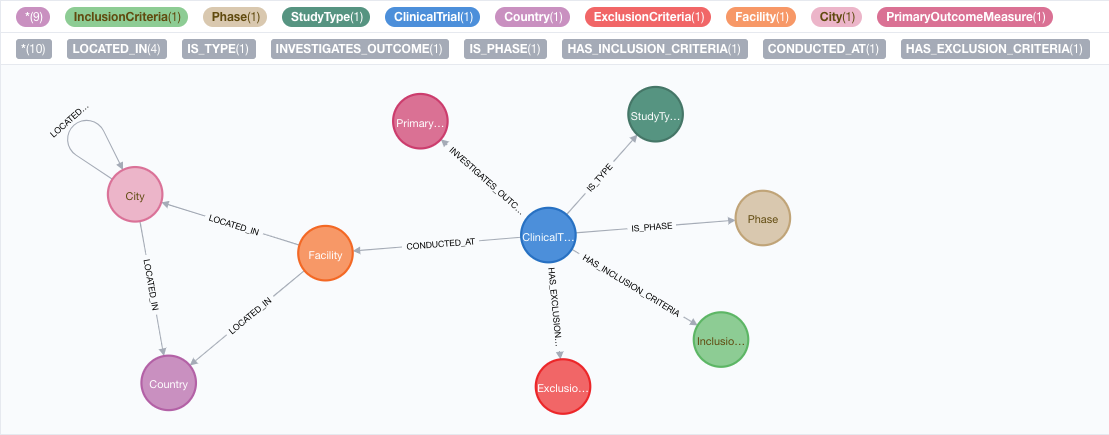 *(9) InclusionCriteria(1) Phase(1) StudyType(1) ClinicalTrial(1) Country(1) ExclusionCriteria(1) Facility(1) City(1) PrimaryOutcomeMeasure(1)
*(10) LOCATED_IN(4) IS_TYPE(1) INVESTIGATES_OUTCOME(1) IS_PHASE(1) HAS_INCLUSION_CRITERIA(1) CONDUCTED_AT(1) HAS_EXCLUSION_CRITERIA(1)
LOCATED…
Primary…
StudyTy…
INVESTIGATES_OUTC…
IS_TYPE
City
LOCATED_IN
Phase
IS_PHASE
ClinicalT…
CONDUCTED_AT
Facility
LOCATED_IN
HAS_INCLUSION_CRITERIA
HAS_EXCLUSION…
LOCATED_IN
Inclusio…
Country
Exclusio…